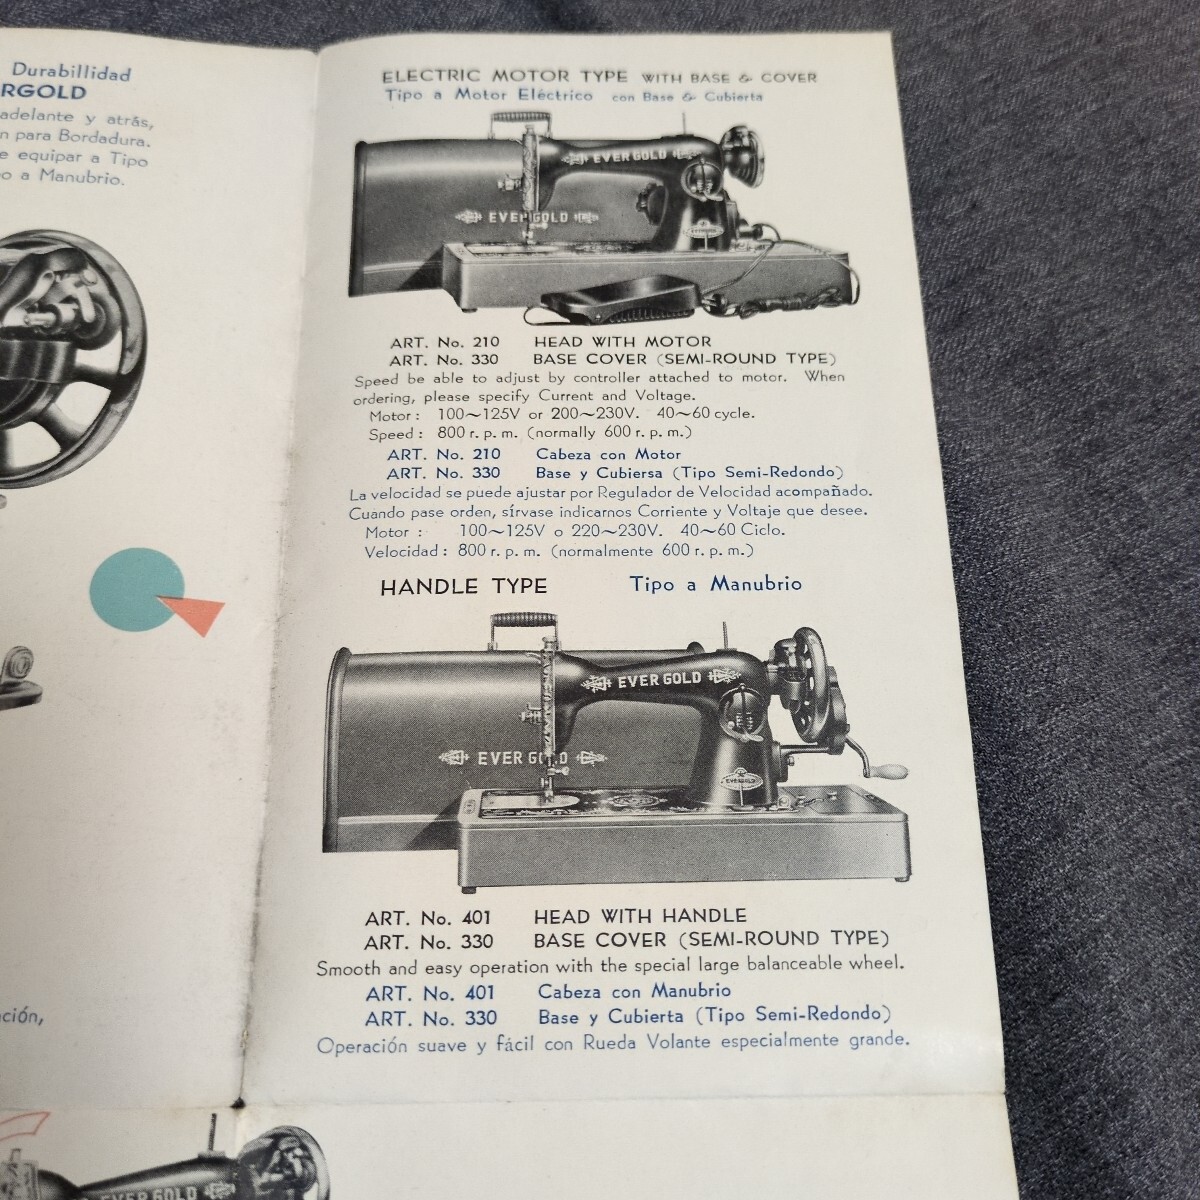 Durabillidad
RGOLD
adelante y atrás,
n para Bordadura.
e equipar a Tipo
o a Manubrio.
ción,
ELECTRIC MOTOR TYPE WITH BASE & COVER
Tipo a Motor Eléctrico con Base & Cubierta
EVER GOLD
EVER GOLD
ART. No. 210 HEAD WITH MOTOR
ART. No. 330 BASE COVER (SEMI-ROUND TYPE)
Speed be able to adjust by controller attached to motor. When
ordering, please specify Current and Voltage.
Motor : 100~125V or 200~230V. 40~60 cycle.
Speed : 800 r. p. m. (normally 600 r. p. m.)
ART. No. 210 Cabeza con Motor
ART. No. 330 Base y Cubiersa (Tipo Semi-Redondo)
La velocidad se puede ajustar por Regulador de Velocidad acompañado.
Cuando pase orden, sírvase indicarnos Corriente y Voltaje que desee.
Motor : 100~125V o 220~230V. 40~60 Ciclo.
Velocidad : 800 r. p. m. (normalmente 600 r. p. m.)
HANDLE TYPE Tipo a Manubrio
EVER GOLD
EVER GOLD
EVERGOLD
ART. No. 401 HEAD WITH HANDLE
ART. No. 330 BASE COVER (SEMI-ROUND TYPE)
Smooth and easy operation with the special large balanceable wheel.
ART. No. 401 Cabeza con Manubrio
ART. No. 330 Base y Cubierta (Tipo Semi-Redondo)
Operación suave y fácil con Rueda Volante especialmente grande.
EVER GOLD